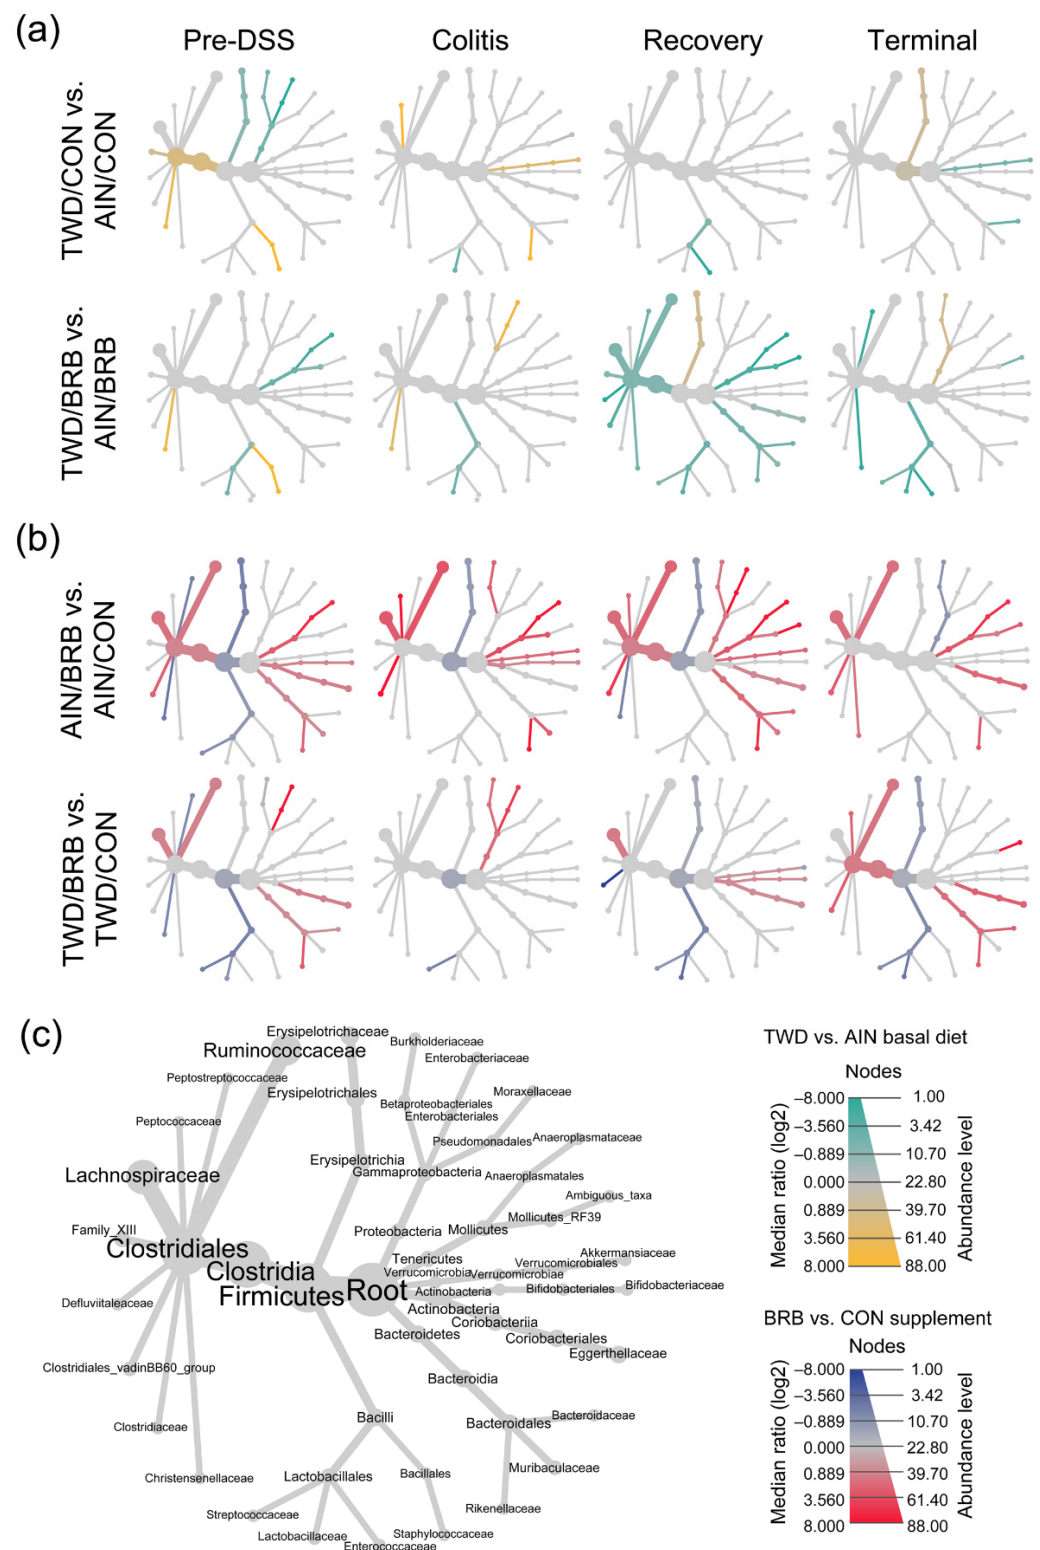 (a)
Pre-DSS
Colitis
Recovery
Terminal
TWD/CON vs.
AIN/CON
TWD/BRB vs.
AIN/BRB
(b)
AIN/BRB vs.
AIN/CON
TWD/BRB vs.
TWD/CON
(c)
Erysipelotrichaceae
Burkholderiaceae
Ruminococcaceae
Enterobacteriaceae
Peptostreptococcaceae
Erysipelotrichales
Moraxellaceae
Betaproteobacteriales
Enterobacteriales
Peptococcaceae
Pseudomonadales
Anaeroplasmataceae
Erysipelotrichia
Gammaproteobacteria
Lachnospiraceae
Anaeroplasmatales
Ambiguous_taxa
Mollicutes_RF39
Family_XIII
Proteobacteria
Mollicutes
Clostridiales
Tenericutes
Akkermansiaceae
Verrucomicrobiales
Clostridia
Verrucomicrobia
Verrucomicrobiae
Firmicutes
Root
Actinobacteria
Bifidobacteriales
Bifidobacteriaceae
Defluviitaleaceae
Actinobacteria
Coriobacteriia
Bacteroidetes
Coriobacteriales
Eggerthellaceae
Clostridiales_vadinBB60_group
Bacteroidia
Bacilli
Bacteroidales
Bacteroidaceae
Clostridiaceae
Muribaculaceae
Christensenellaceae
Lactobacillales
Bacillales
Rikenellaceae
Streptococcaceae
Lactobacillaceae
Staphylococcaceae
Enterococcaceae
TWD vs. AIN basal diet
Nodes
Median ratio (log2)
Abundance level
−8.000 1.00
−3.560 3.42
−0.889 10.70
0.000 22.80
0.889 39.70
3.560 61.40
8.000 88.00
BRB vs. CON supplement
Nodes
Median ratio (log2)
Abundance level
−8.000 1.00
−3.560 3.42
−0.889 10.70
0.000 22.80
0.889 39.70
3.560 61.40
8.000 88.00